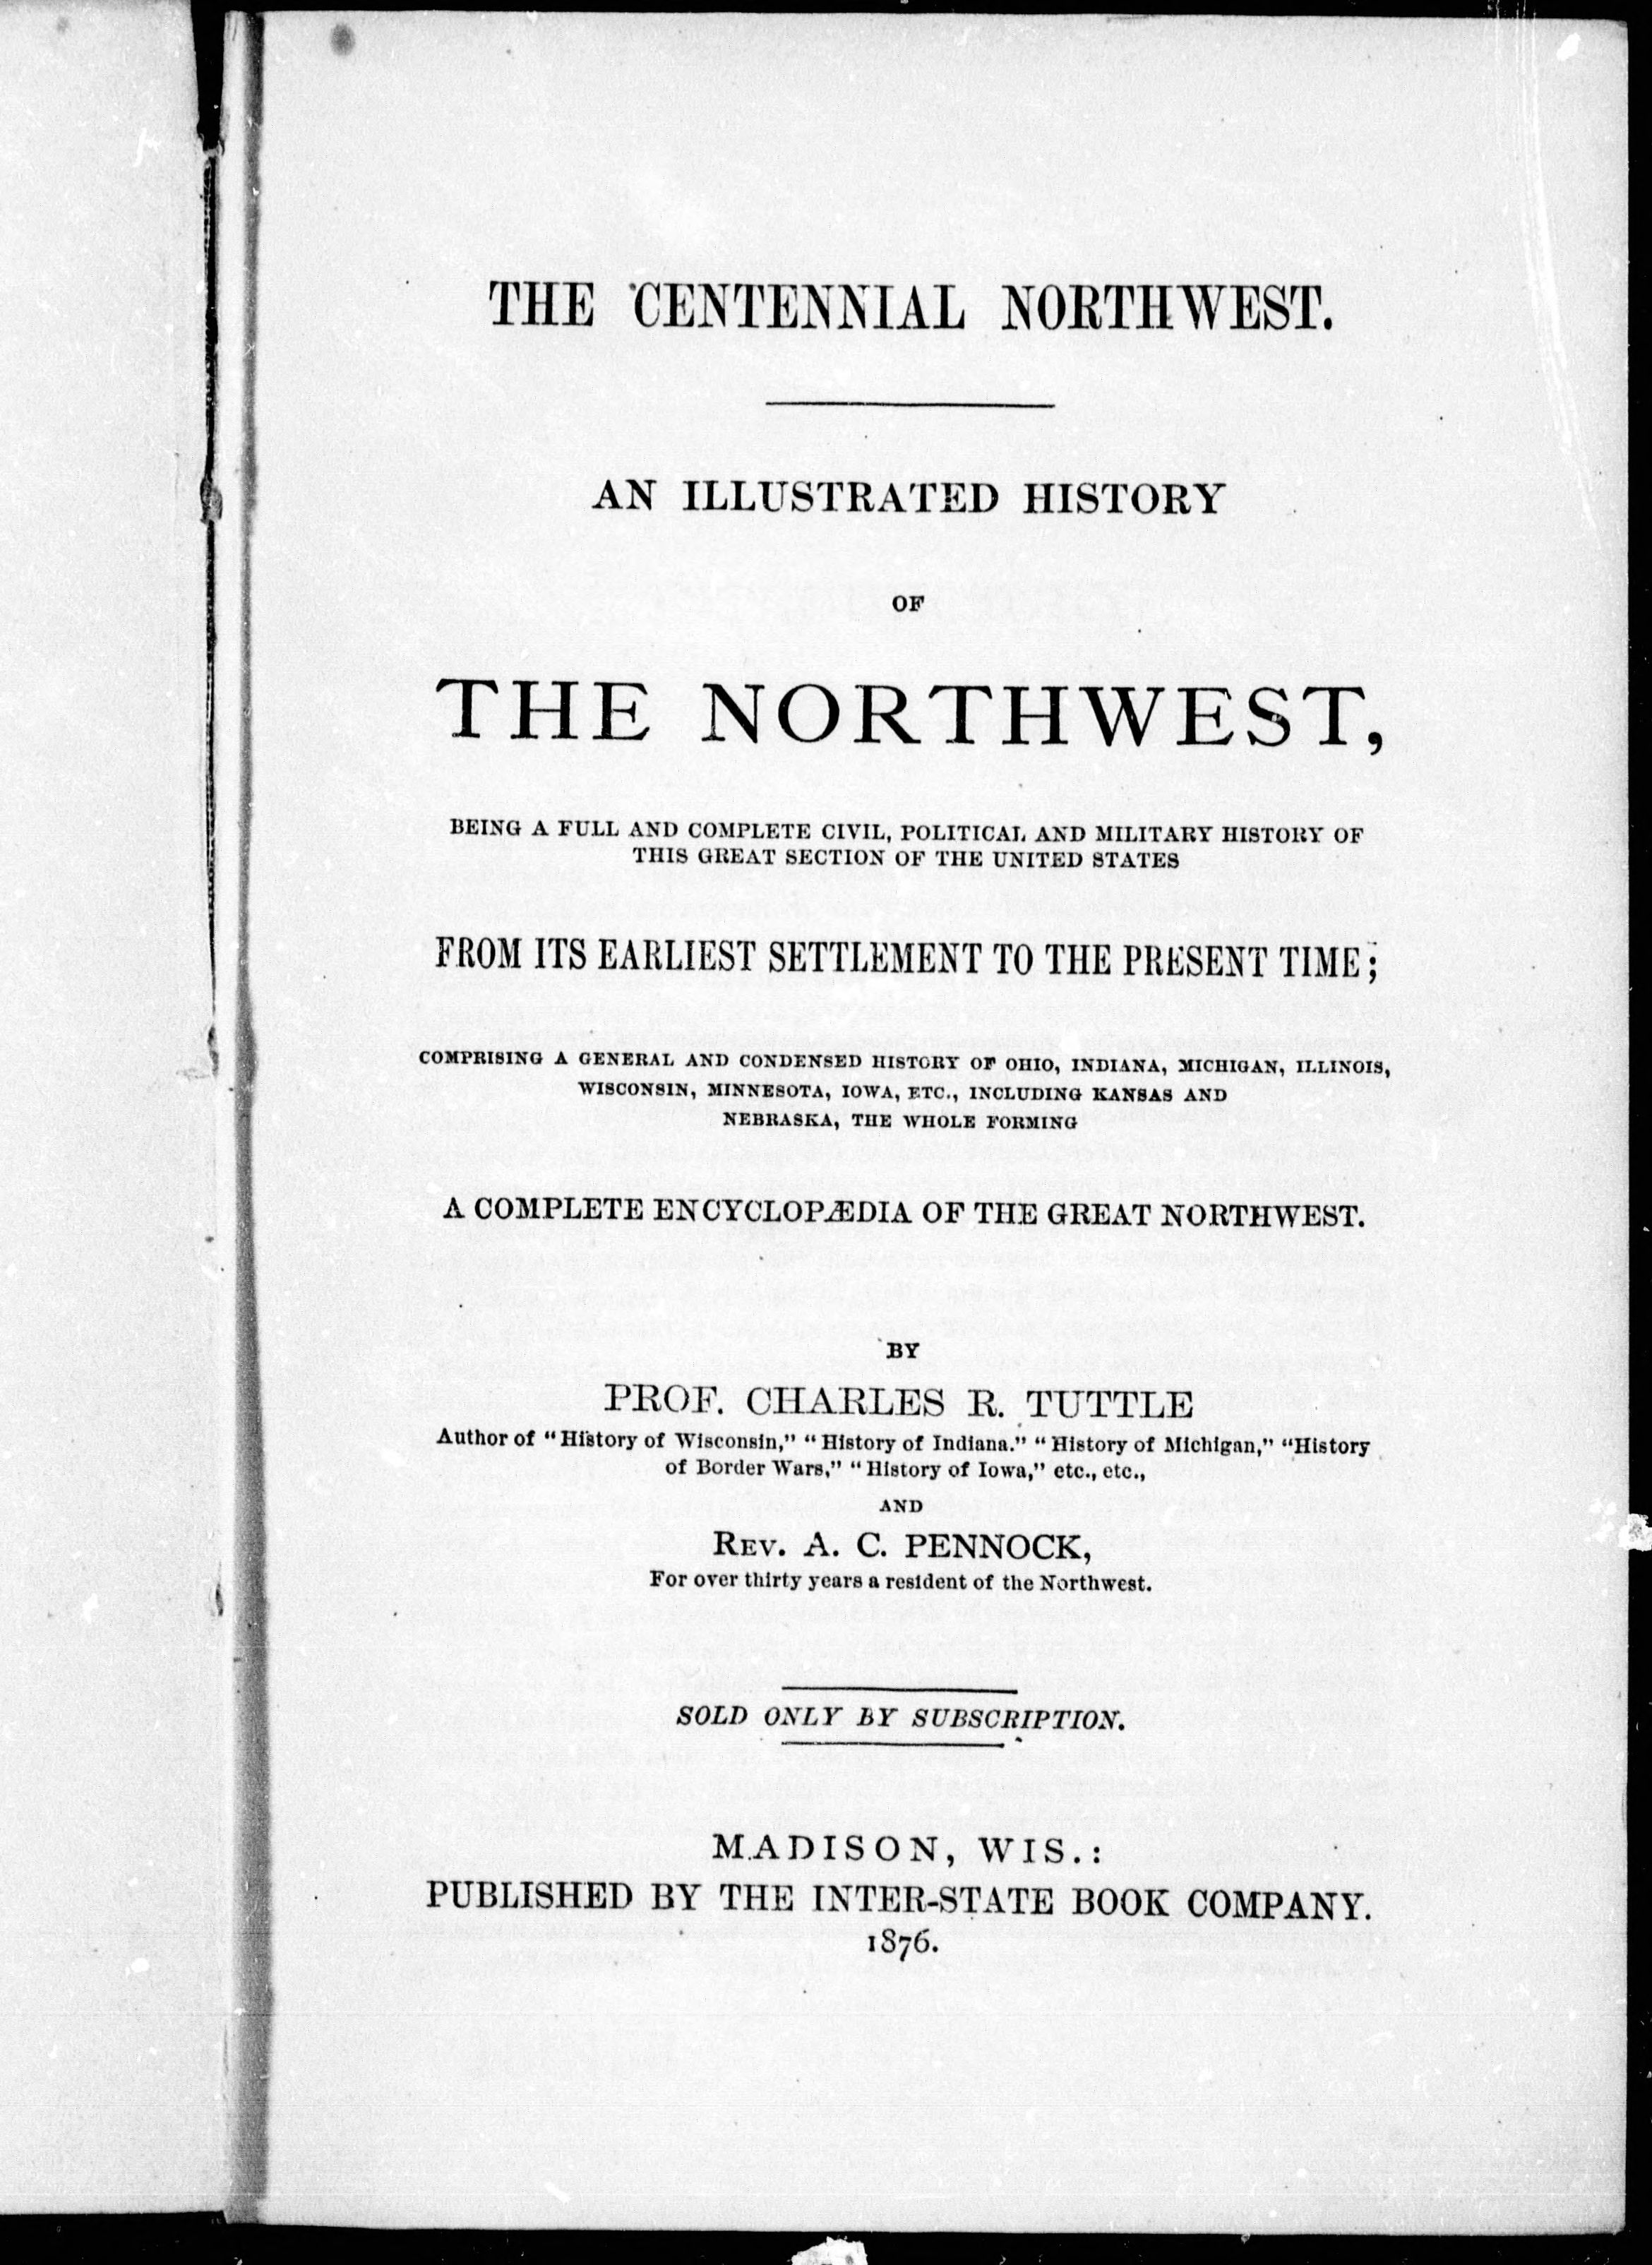 THE CENTENNIAL NORTHWEST.
AN ILLUSTRATED HISTORY
OF
THE NORTHWEST,
BEING A FULL AND COMPLETE CIVIL, POLITICAL AND MILITARY HISTORY OF
THIS GREAT SECTION OF THE UNITED STATES
FROM ITS EARLIEST SETTLEMENT TO THE PRESENT TIME;
COMPRISING A GENERAL AND CONDENSED HISTORY OF OHIO, INDIANA, MICHIGAN, ILLINOIS,
WISCONSIN, MINNESOTA, IOWA, ETC., INCLUDING KANSAS AND
NEBRASKA, THE WHOLE FORMING
A COMPLETE ENCYCLOPÆDIA OF THE GREAT NORTHWEST.
BY
PROF. CHARLES R. TUTTLE
Author of "History of Wisconsin," "History of Indiana." "History of Michigan," "History
of Border Wars," "History of Iowa," etc., etc.,
AND
REV. A. C. PENNOCK,
For over thirty years a resident of the Northwest.
SOLD ONLY BY SUBSCRIPTION.
MADISON, WIS.:
PUBLISHED BY THE INTER-STATE BOOK COMPANY.
1876.